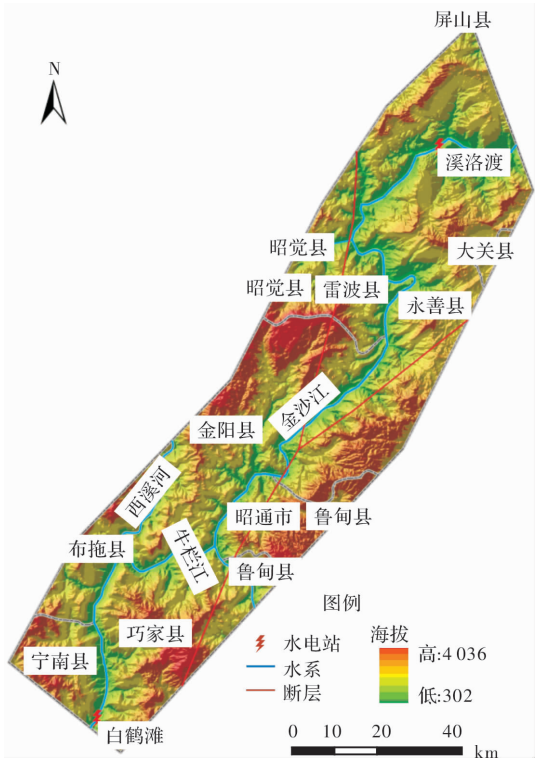 屏山县
N
溪洛渡
昭觉县
大关县
昭觉县
雷波县
永善县
金沙江
金阳县
西溪河
昭通市
鲁甸县
布拖县
牛栏江
鲁甸县
图例
巧家县
水电站
海拔
宁南县
水系
高:4 036
断层
低:302
白鹤滩
0 10 20 40
km